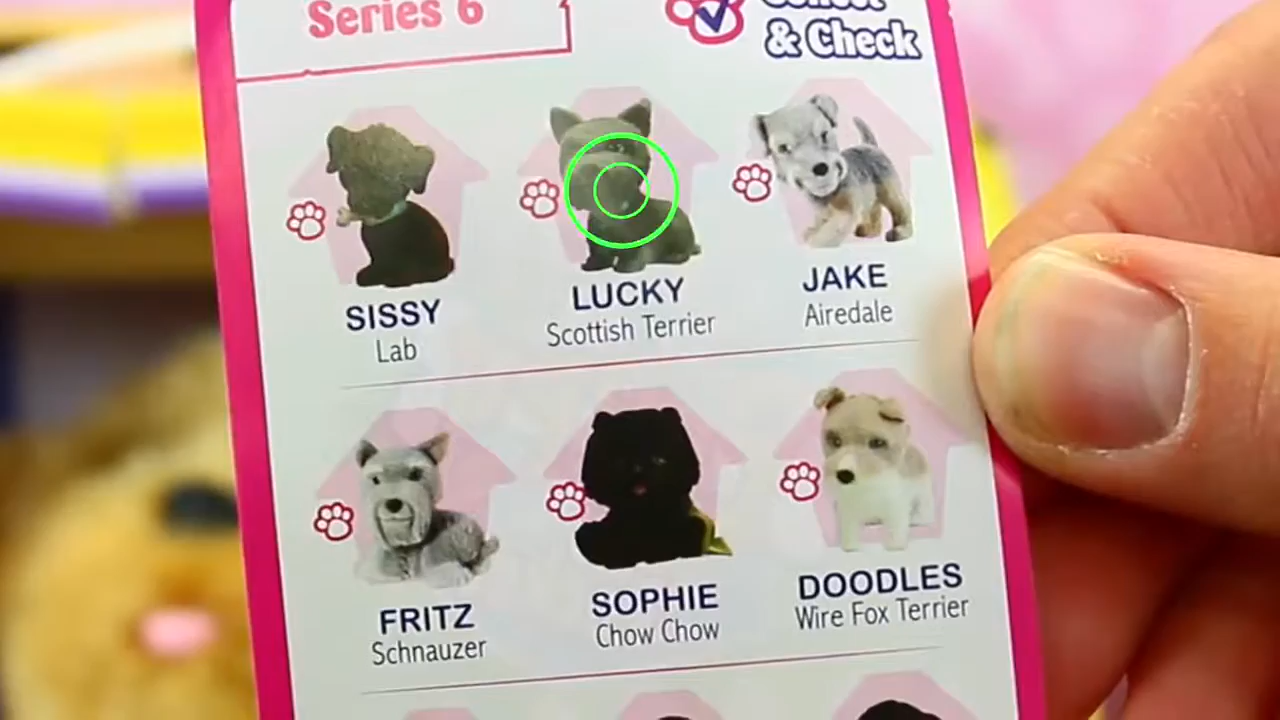 Series 6
& Check
SISSY
Lab
LUCKY
Scottish Terrier
JAKE
Airedale
FRITZ
Schnauzer
SOPHIE
Chow Chow
DOODLES
Wire Fox Terrier